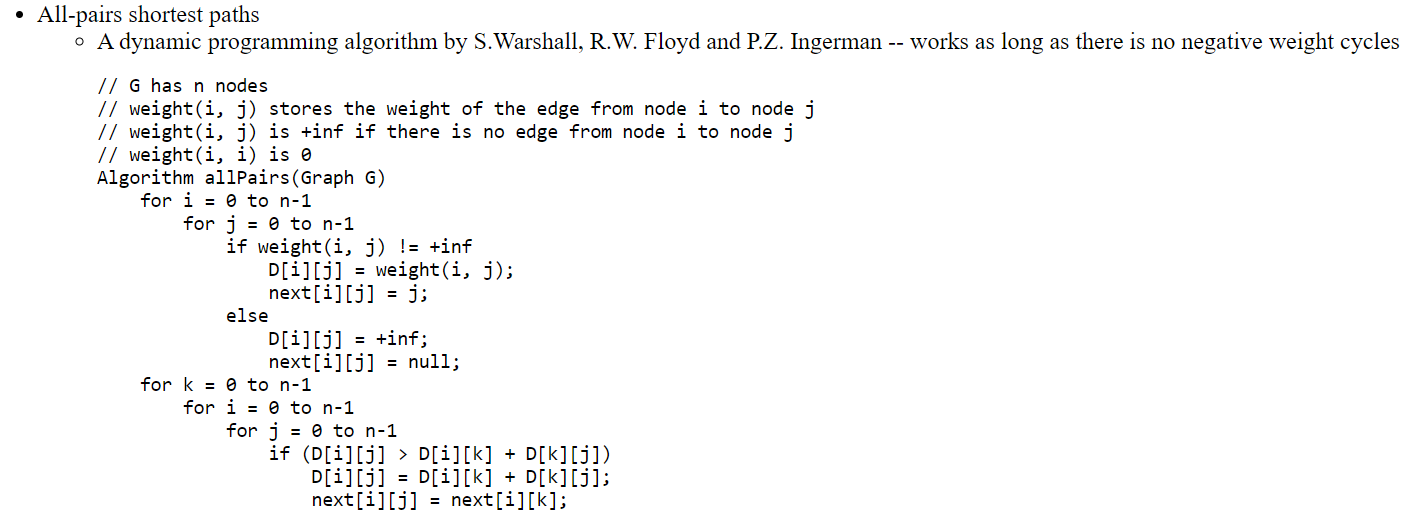 • All-pairs shortest paths
◦ A dynamic programming algorithm by S.Warshall, R.W. Floyd and P.Z. Ingerman -- works as long as there is no negative weight cycles
// G has n nodes
// weight(i, j) stores the weight of the edge from node i to node j
// weight(i, j) is +inf if there is no edge from node i to node j
// weight(i, i) is 0
Algorithm allPairs(Graph G)
    for i = 0 to n-1
        for j = 0 to n-1
            if weight(i, j) != +inf
                D[i][j] = weight(i, j);
                next[i][j] = j;
            else
                D[i][j] = +inf;
                next[i][j] = null;
    for k = 0 to n-1
        for i = 0 to n-1
            for j = 0 to n-1
                if (D[i][j] > D[i][k] + D[k][j])
                    D[i][j] = D[i][k] + D[k][j];
                    next[i][j] = next[i][k];